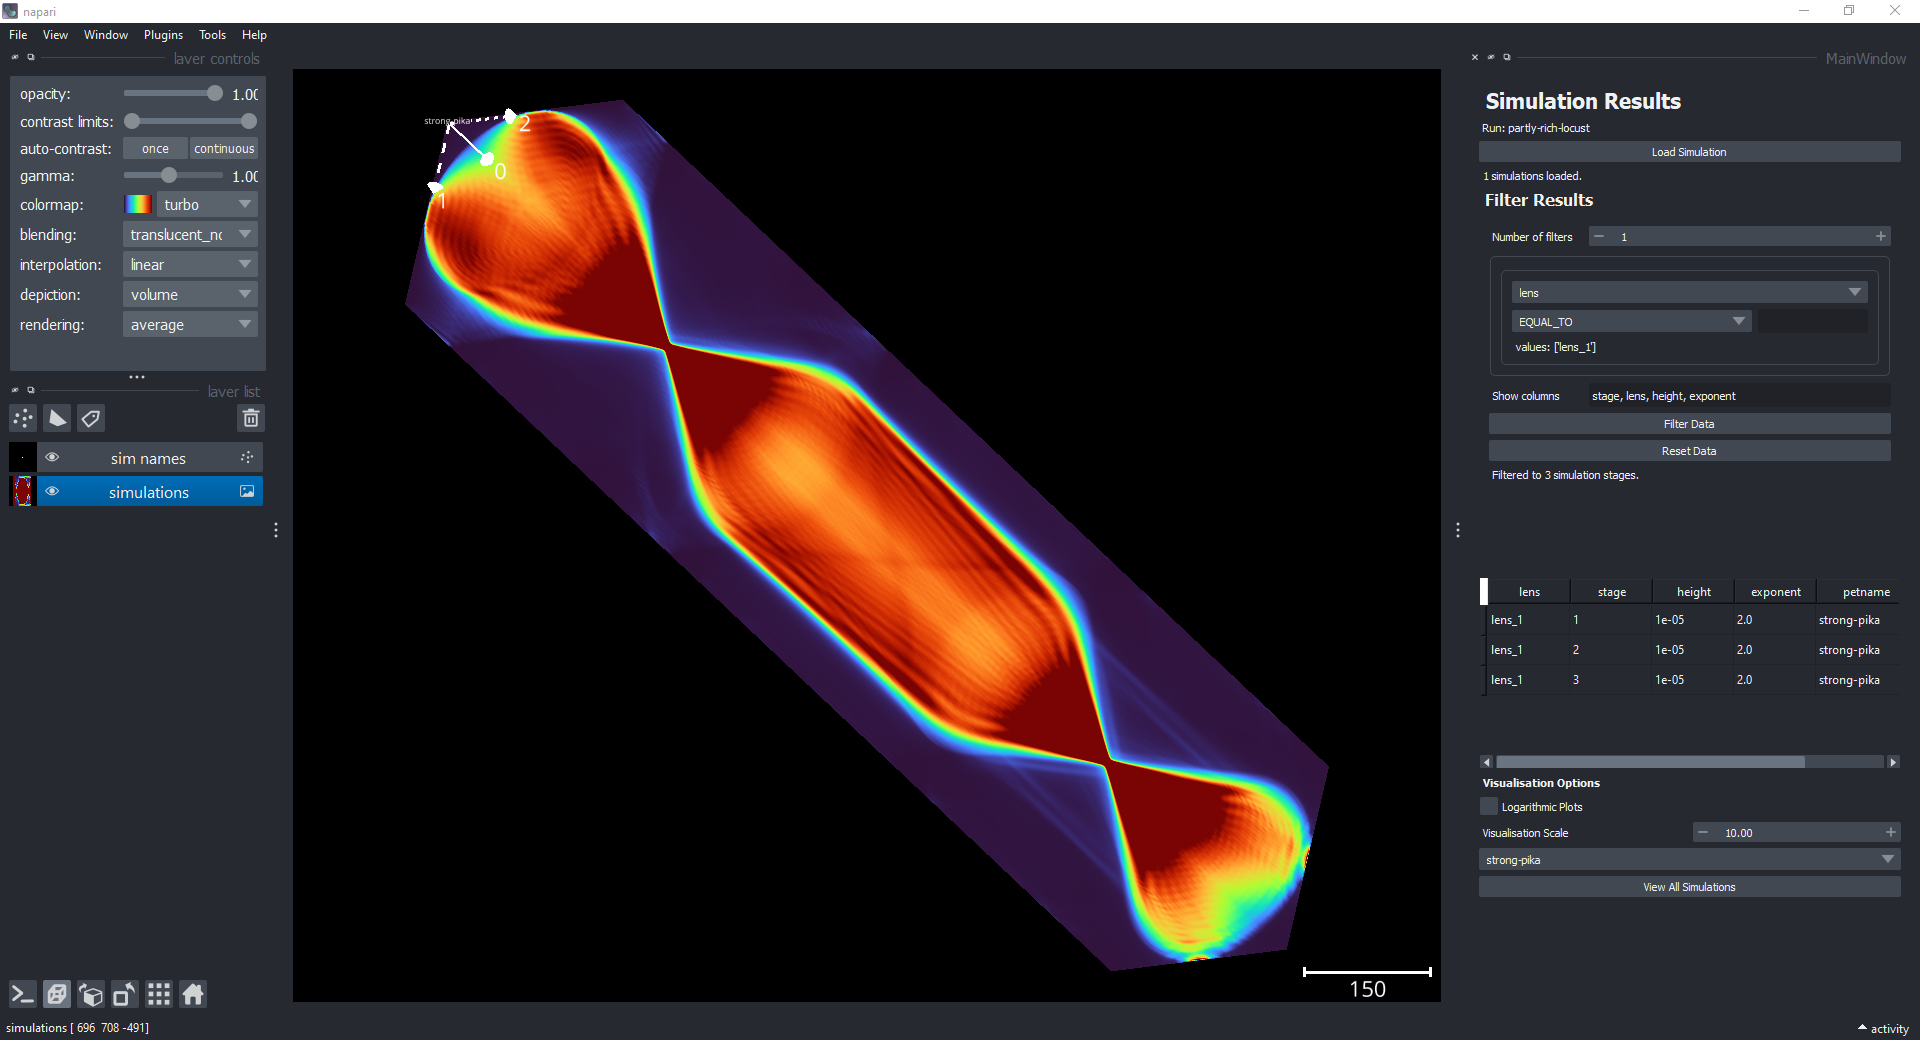 napari
File View Window Plugins Tools Help
layer controls
opacity: 1.00
contrast limits:
auto-contrast: once continuous
gamma: 1.00
colormap: turbo
blending: translucent_no
interpolation: linear
depiction: volume
rendering: average
layer list
sim names
simulations
strong-pika
2
0
1
150
MainWindow
Simulation Results
Run: partly-rich-locust
Load Simulation
1 simulations loaded.
Filter Results
Number of filters 1
lens
EQUAL_TO
values: ['lens_1']
Show columns stage, lens, height, exponent
Filter Data
Reset Data
Filtered to 3 simulation stages.
lens stage height exponent petname
lens_1 1 1e-05 2.0 strong-pika
lens_1 2 1e-05 2.0 strong-pika
lens_1 3 1e-05 2.0 strong-pika
Visualisation Options
Logarithmic Plots
Visualisation Scale 10.00
strong-pika
View All Simulations
simulations [ 696 708 -491]
activity